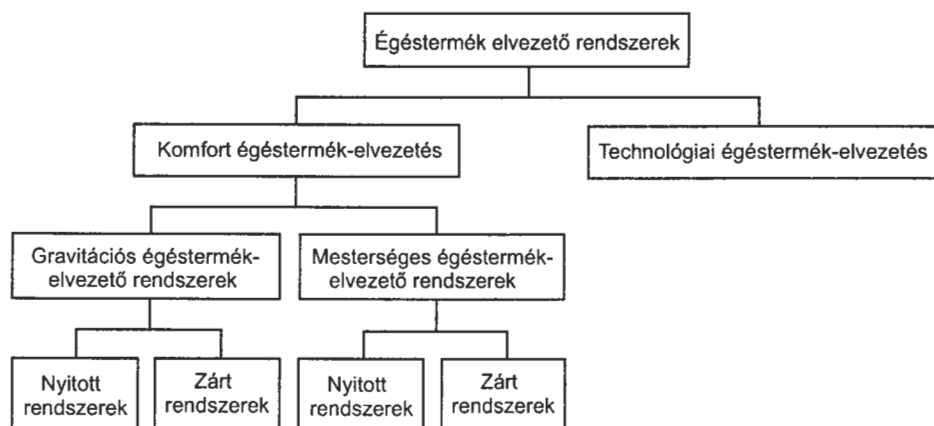 Égéstermék elvezető rendszerek
Komfort égéstermék-elvezetés
Technológiai égéstermék-elvezetés
Gravitációs égéstermék-
elvezető rendszerek
Mesterséges égéstermék-
elvezető rendszerek
Nyitott
rendszerek
Zárt
rendszerek
Nyitott
rendszerek
Zárt
rendszerek